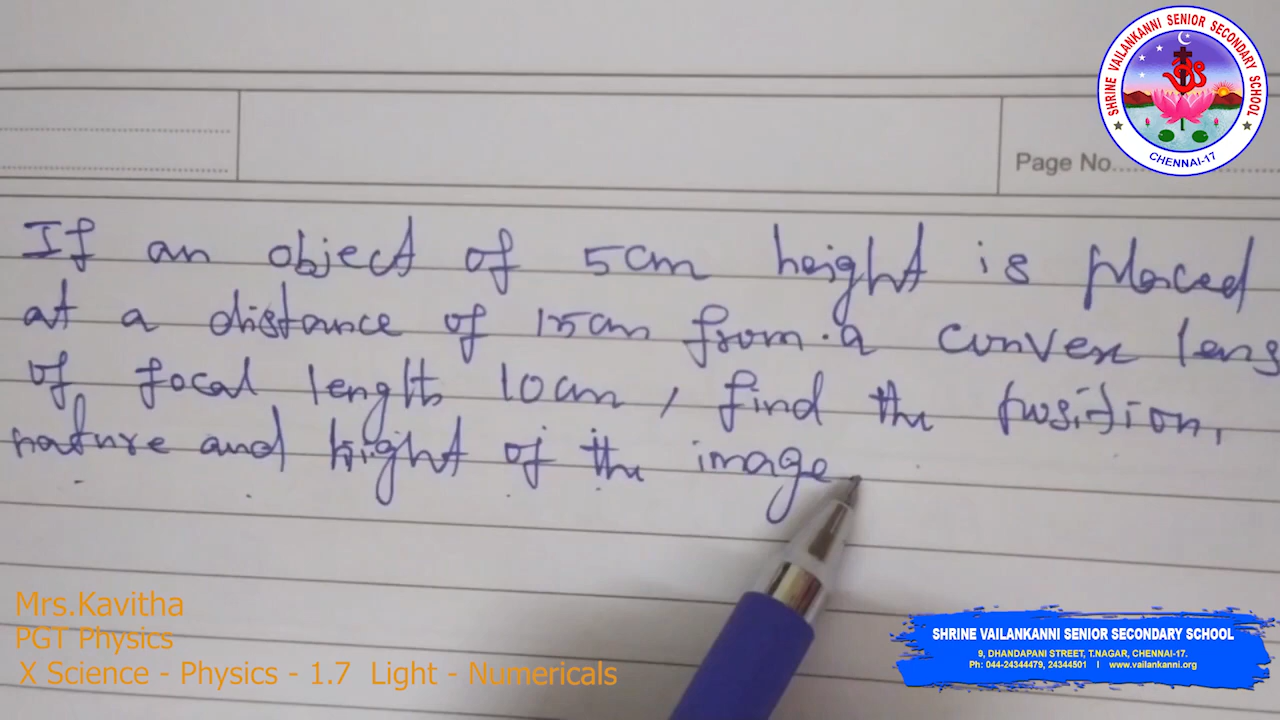 SHRINE VAILANKANNI SENIOR SECONDARY SCHOOL
CHENNAI-17
Page No.
If an object of 5cm height is placed
at a distance of 15cm from a convex lens
of focal length 10cm, find the position,
nature and hight of the image
Mrs.Kavitha
PGT Physics
X Science - Physics - 1.7 Light - Numericals
SHRINE VAILANKANNI SENIOR SECONDARY SCHOOL
9, DHANDAPANI STREET, T.NAGAR, CHENNAI-17.
Ph: 044-24344479, 24344501 I www.vailankanni.org